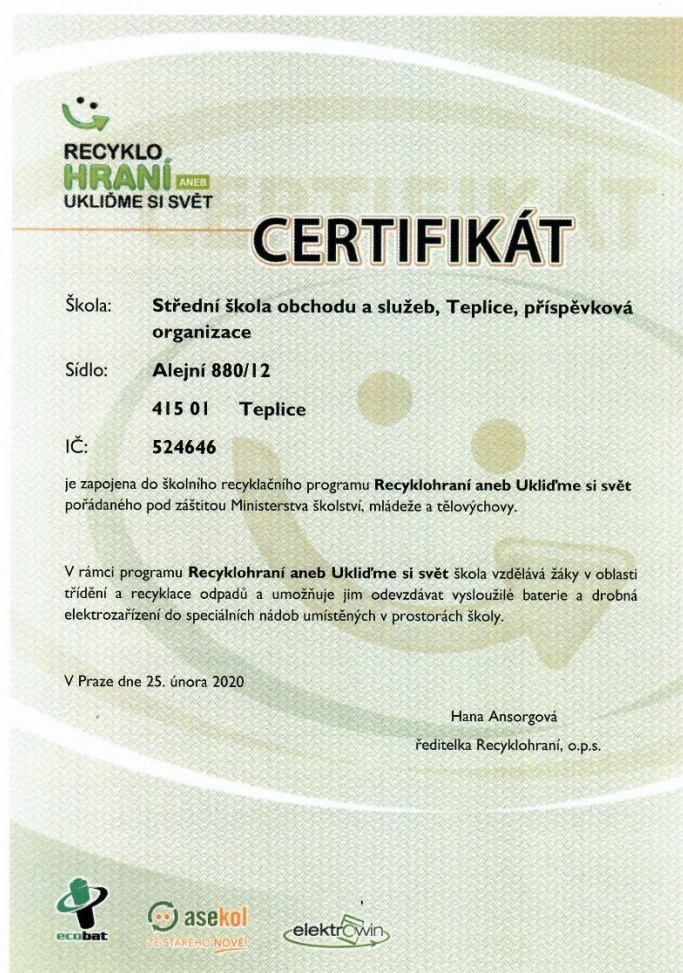 RECYKLO
HRANÍ ANEB
UKLIĎME SI SVĚT
CERTIFIKÁT
CERTIFIKÁT
Škola: Střední škola obchodu a služeb, Teplice, příspěvková
organizace
Sídlo: Alejní 880/12
415 01 Teplice
IČ: 524646
je zapojena do školního recyklačního programu Recyklohraní aneb Ukliďme si svět
pořádaného pod záštitou Ministerstva školství, mládeže a tělovýchovy.
V rámci programu Recyklohraní aneb Ukliďme si svět škola vzdělává žáky v oblasti
třídění a recyklace odpadů a umožňuje jim odevzdávat vysloužilé baterie a drobná
elektrozařízení do speciálních nádob umístěných v prostorách školy.
V Praze dne 25. února 2020
Hana Ansorgová
ředitelka Recyklohraní, o.p.s.
ecobat
asekol
ZE STARÉHO NOVÉ!
elektrowin